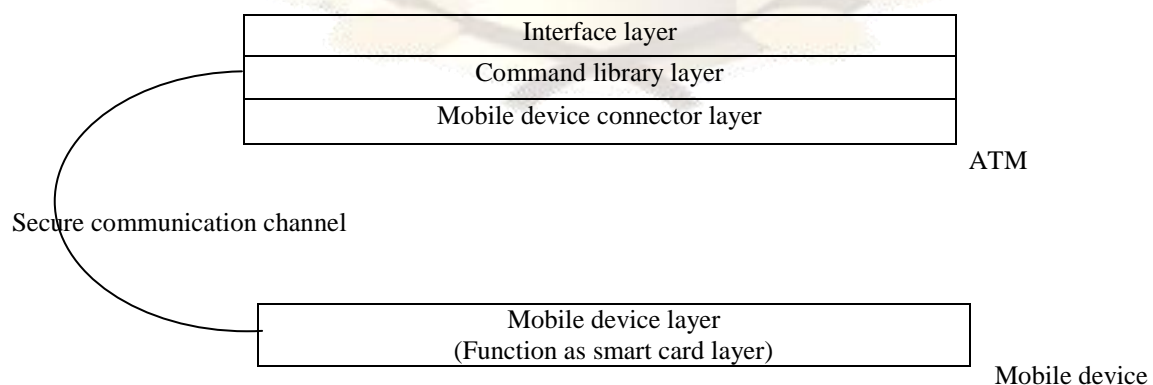 Interface layer
Command library layer
Mobile device connector layer
ATM
Secure communication channel
Mobile device layer
(Function as smart card layer)
Mobile device